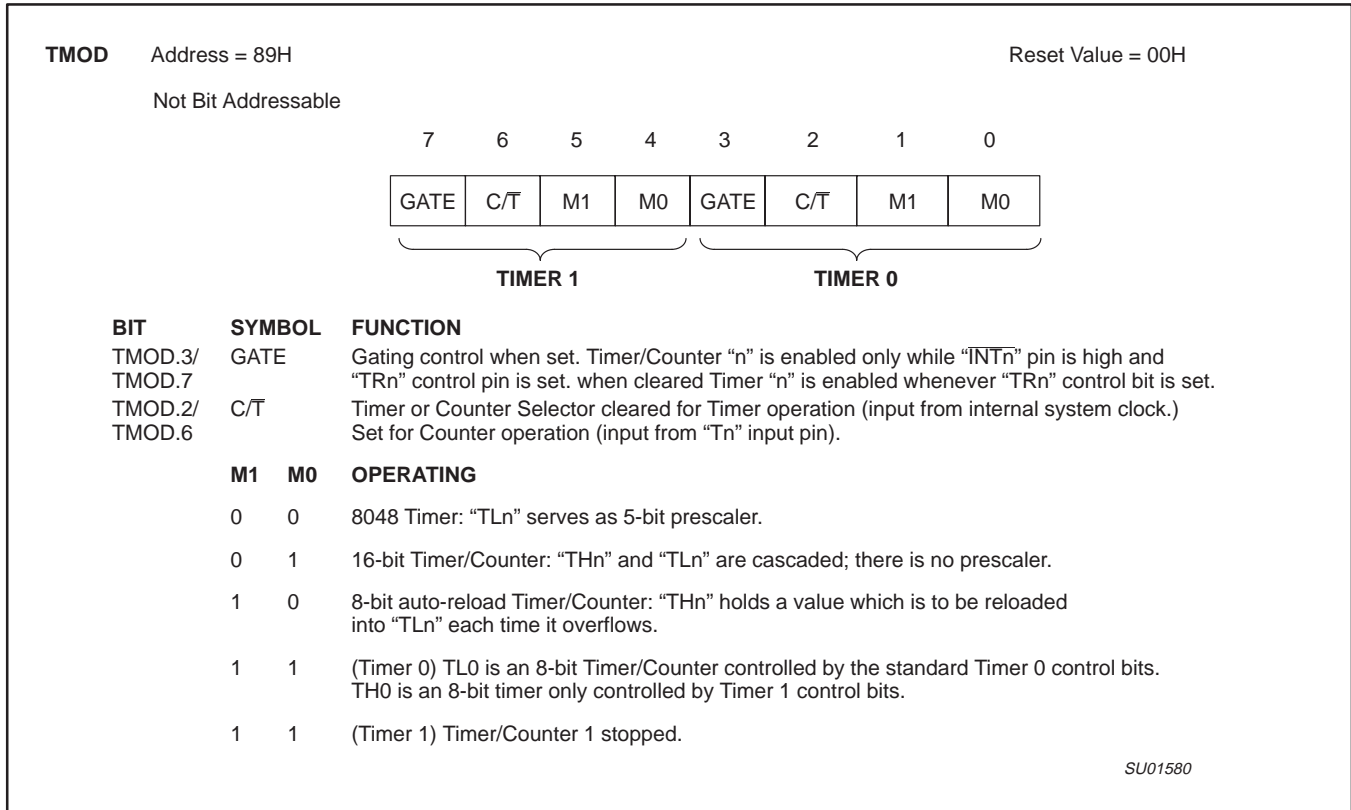 TMOD Address = 89H Reset Value = 00H
Not Bit Addressable
7 6 5 4 3 2 1 0
GATE C/T̅ M1 M0 GATE C/T̅ M1 M0
TIMER 1 TIMER 0
BIT SYMBOL FUNCTION
TMOD.3/ GATE Gating control when set. Timer/Counter “n” is enabled only while “I̅N̅T̅n̅” pin is high and
TMOD.7 “TRn” control pin is set. when cleared Timer “n” is enabled whenever “TRn” control bit is set.
TMOD.2/ C/T̅ Timer or Counter Selector cleared for Timer operation (input from internal system clock.)
TMOD.6 Set for Counter operation (input from “Tn” input pin).
M1 M0 OPERATING
0 0 8048 Timer: “TLn” serves as 5-bit prescaler.
0 1 16-bit Timer/Counter: “THn” and “TLn” are cascaded; there is no prescaler.
1 0 8-bit auto-reload Timer/Counter: “THn” holds a value which is to be reloaded
into “TLn” each time it overflows.
1 1 (Timer 0) TL0 is an 8-bit Timer/Counter controlled by the standard Timer 0 control bits.
TH0 is an 8-bit timer only controlled by Timer 1 control bits.
1 1 (Timer 1) Timer/Counter 1 stopped.
SU01580